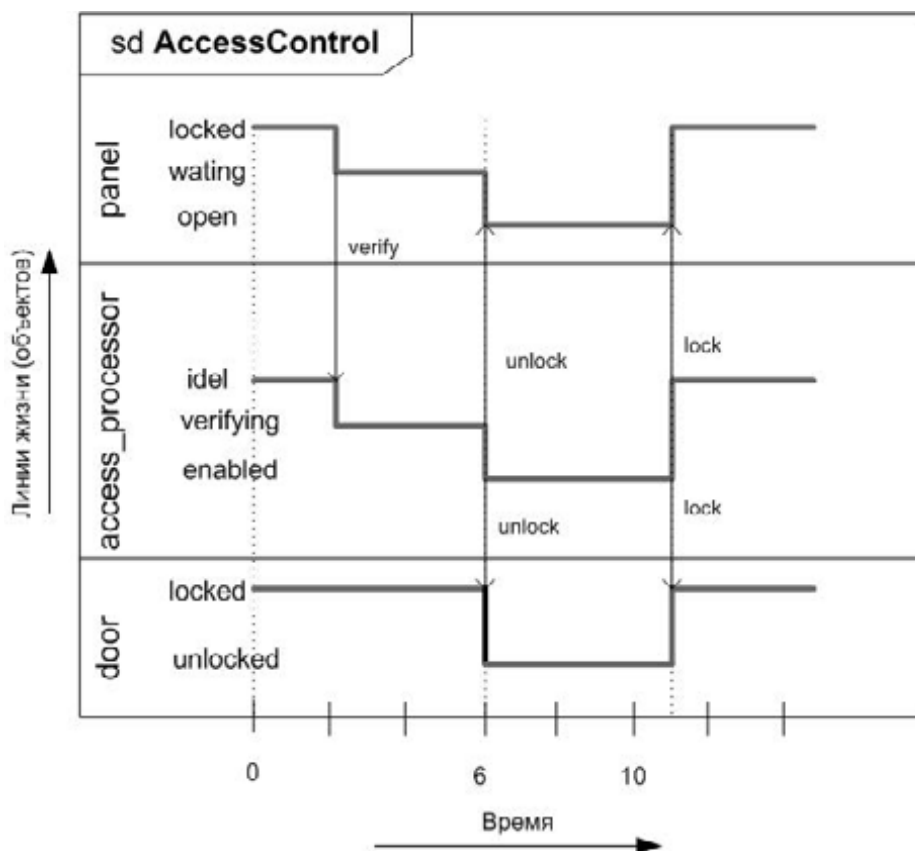 sd AccessControl
panel
locked
wating
open
verify
Линии жизни (объектов)
access_processor
idel
verifying
enabled
unlock
lock
unlock
lock
door
locked
unlocked
0
6
10
Время